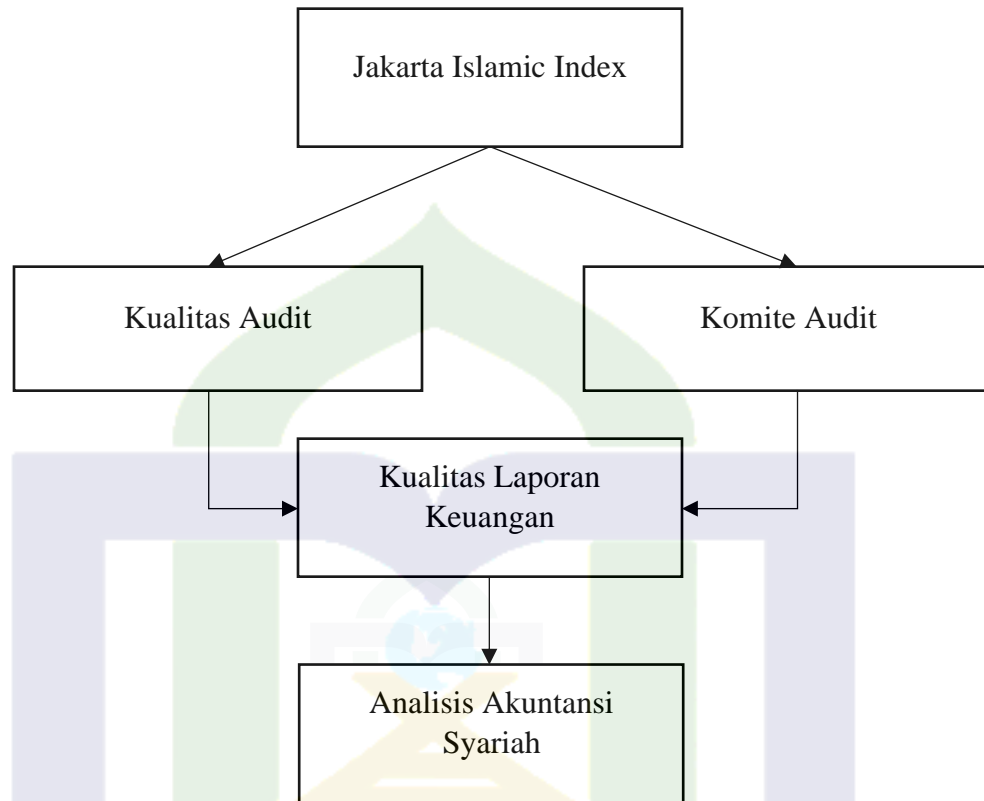 Jakarta Islamic Index
Kualitas Audit
Komite Audit
Kualitas Laporan
Keuangan
Analisis Akuntansi
Syariah